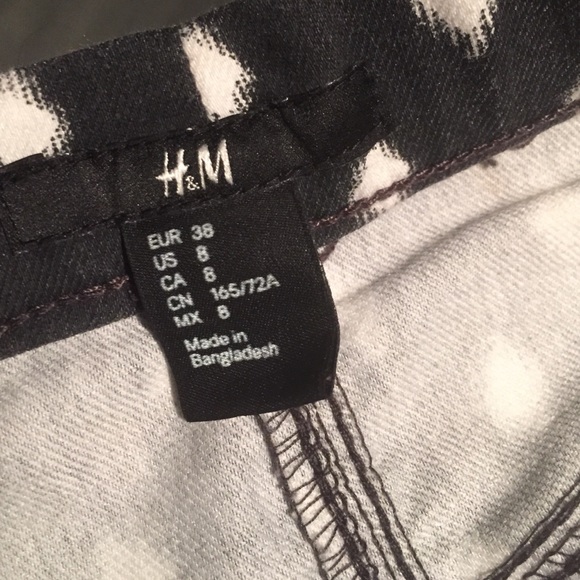 H&M
EUR 38
US 8
CA 8
CN 165/72A
MX 8
Made in
Bangladesh